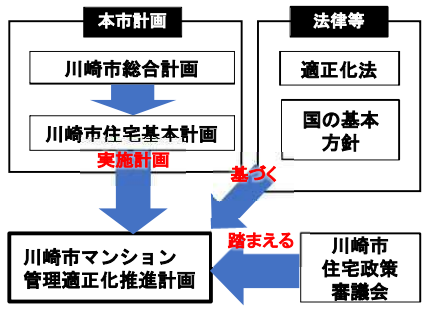 本市計画
川崎市総合計画
川崎市住宅基本計画
実施計画
法律等
適正化法
国の基本
方針
基づく
踏まえる
川崎市マンション
管理適正化推進計画
川崎市
住宅政策
審議会